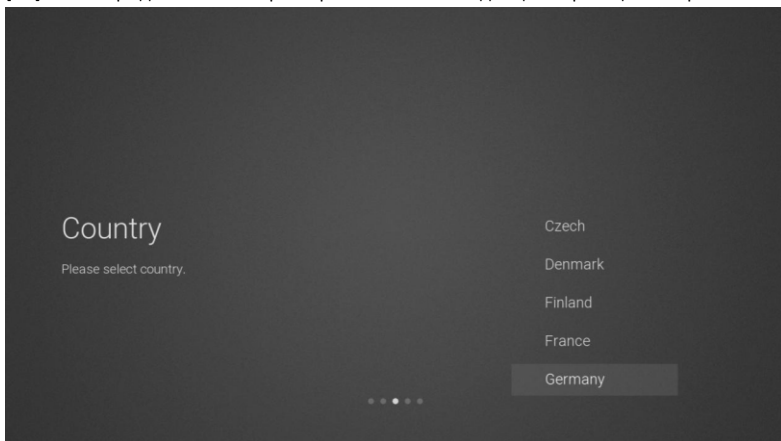 Country
Please select country.
Czech
Denmark
Finland
France
Germany